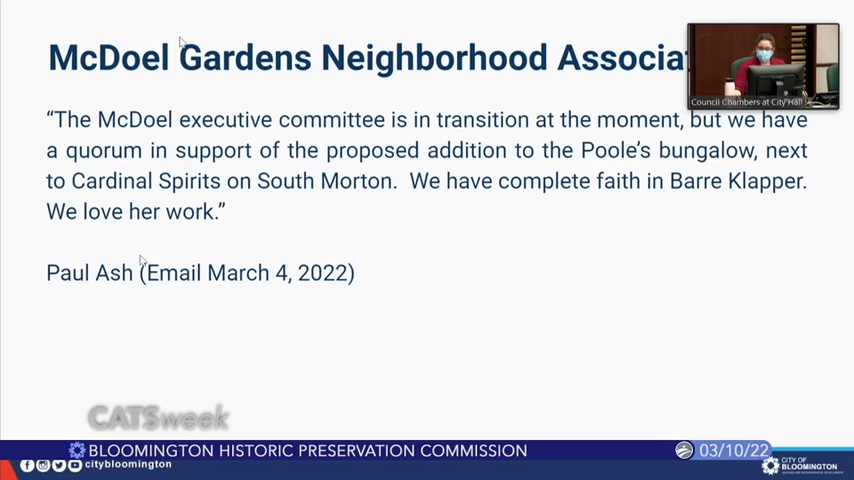 McDoel Gardens Neighborhood Associat
Council Chambers at City Hall
“The McDoel executive committee is in transition at the moment, but we have
a quorum in support of the proposed addition to the Poole’s bungalow, next
to Cardinal Spirits on South Morton. We have complete faith in Barre Klapper.
We love her work.”
Paul Ash (Email March 4, 2022)
CATSweek
BLOOMINGTON HISTORIC PRESERVATION COMMISSION
03/10/22
citybloomington
CITY OF
BLOOMINGTON